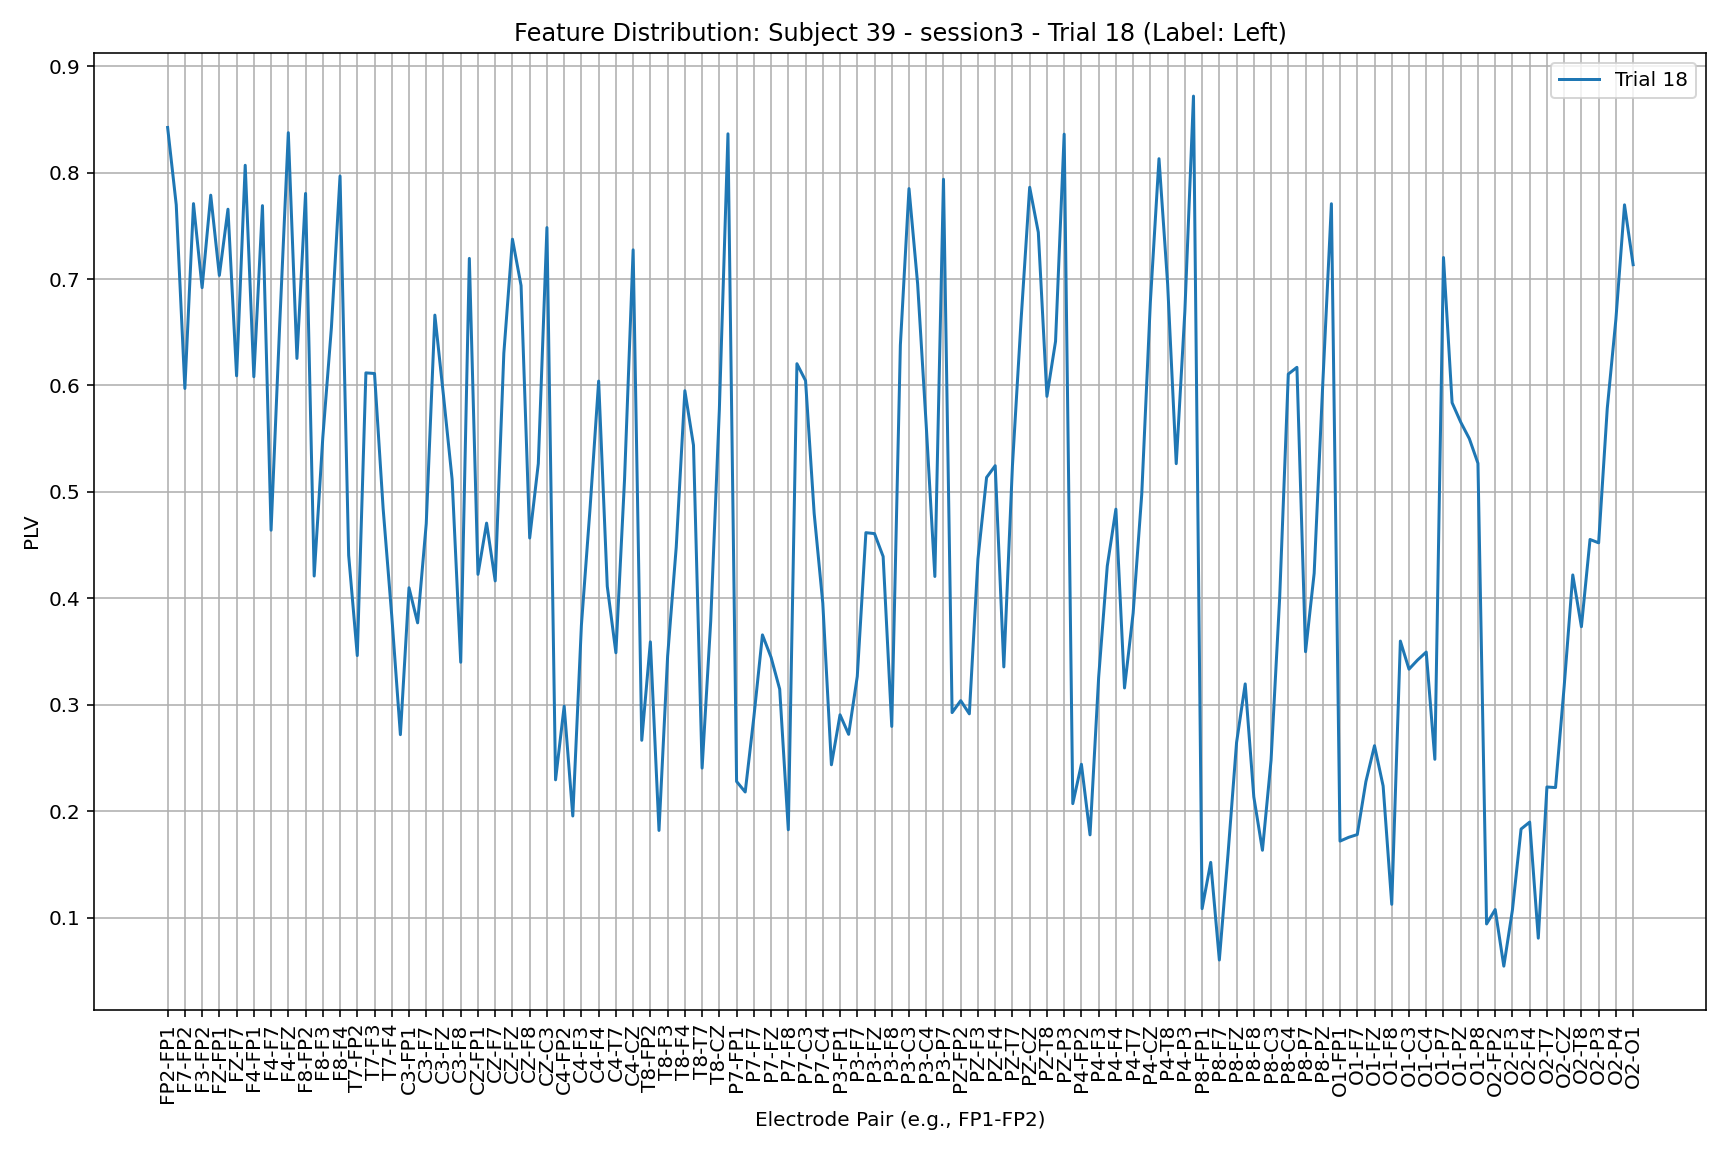 Feature Distribution: Subject 39 - session3 - Trial 18 (Label: Left)
Trial 18
PLV
0.9
0.8
0.7
0.6
0.5
0.4
0.3
0.2
0.1
FP2-FP1
F7-FP2
F3-FP2
FZ-FP1
FZ-F7
F4-FP1
F4-F7
F4-FZ
F8-FP2
F8-F3
F8-F4
T7-FP2
T7-F3
T7-F4
C3-FP1
C3-F7
C3-FZ
C3-F8
CZ-FP1
CZ-F7
CZ-FZ
CZ-F8
CZ-C3
C4-FP2
C4-F3
C4-F4
C4-T7
C4-CZ
T8-FP2
T8-F3
T8-F4
T8-T7
T8-CZ
P7-FP1
P7-F7
P7-FZ
P7-F8
P7-C3
P7-C4
P3-FP1
P3-F7
P3-FZ
P3-F8
P3-C3
P3-C4
P3-P7
PZ-FP2
PZ-F3
PZ-F4
PZ-T7
PZ-CZ
PZ-T8
PZ-P3
P4-FP2
P4-F3
P4-F4
P4-T7
P4-CZ
P4-T8
P4-P3
P8-FP1
P8-F7
P8-FZ
P8-F8
P8-C3
P8-C4
P8-P7
P8-PZ
O1-FP1
O1-F7
O1-FZ
O1-F8
O1-C3
O1-C4
O1-P7
O1-PZ
O1-P8
O2-FP2
O2-F3
O2-F4
O2-T7
O2-CZ
O2-T8
O2-P3
O2-P4
O2-O1
Electrode Pair (e.g., FP1-FP2)